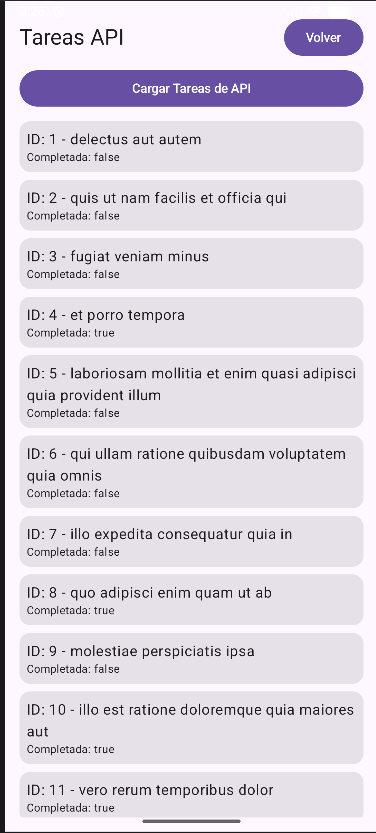 Tareas API
Volver
Cargar Tareas de API
ID: 1 - delectus aut autem
Completada: false
ID: 2 - quis ut nam facilis et officia qui
Completada: false
ID: 3 - fugiat veniam minus
Completada: false
ID: 4 - et porro tempora
Completada: true
ID: 5 - laboriosam mollitia et enim quasi adipisci
quia provident illum
Completada: false
ID: 6 - qui ullam ratione quibusdam voluptatem
quia omnis
Completada: false
ID: 7 - illo expedita consequatur quia in
Completada: false
ID: 8 - quo adipisci enim quam ut ab
Completada: true
ID: 9 - molestiae perspiciatis ipsa
Completada: false
ID: 10 - illo est ratione doloremque quia maiores
aut
Completada: true
ID: 11 - vero rerum temporibus dolor
Completada: true